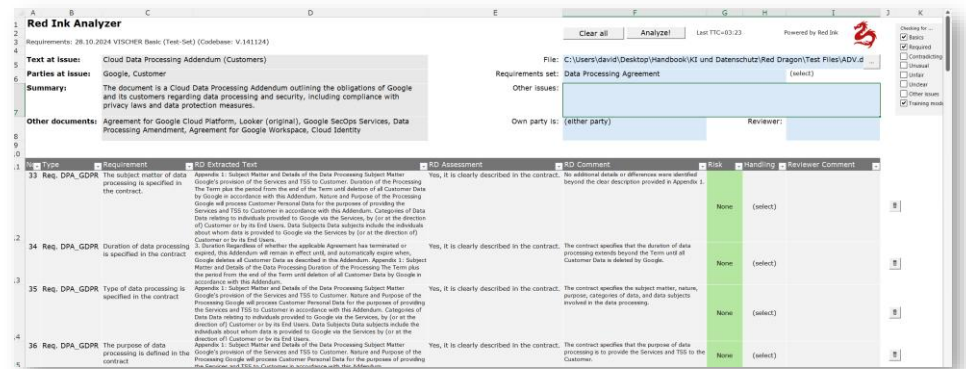 A B C D E F G H I J K
1 Red Ink Analyzer
2
3 Requirements: 28.10.2024 VISCHER Basic (Test-Set) (Codebase: V.141124)
4
Clear all Analyze! Last TTC=03:23 Powered by Red Ink
Checking for ...
Basics
Required
Contradicting
Unusual
Unfair
Unclear
Other issues
Training mode
5 Text at issue: Cloud Data Processing Addendum (Customers)
File: C:\Users\david\Desktop\Handbook\KI und Datenschutz\Red Dragon\Test Files\ADV.d ...
6 Parties at issue: Google, Customer
Requirements set: Data Processing Agreement (select)
Summary: The document is a Cloud Data Processing Addendum outlining the obligations of Google
and its customers regarding data processing and security, including compliance with
privacy laws and data protection measures.
7
Other issues:
Other documents: Agreement for Google Cloud Platform, Looker (original), Google SecOps Services, Data
Processing Amendment, Agreement for Google Workspace, Cloud Identity
8
Own party is: (either party) Reviewer:
9
.0
.1 Type Requirement RD Extracted Text RD Assessment RD Comment Risk Handling Reviewer Comment
33 Req. DPA_GDPR The subject matter of data
processing is specified in
the contract.
Appendix 1: Subject Matter and Details of the Data Processing Subject Matter
Google's provision of the Services and TSS to Customer. Duration of the Processing
The Term plus the period from the end of the Term until deletion of all Customer Data
by Google in accordance with this Addendum. Nature and Purpose of the Processing
Google will process Customer Personal Data for the purposes of providing the
Services and TSS to Customer in accordance with this Addendum. Categories of Data
Data relating to individuals provided to Google via the Services, by (or at the direction
of) Customer or by its End Users. Data Subjects Data subjects include the individuals
about whom data is provided to Google via the Services by (or at the direction of)
Customer or by its End Users.
Yes, it is clearly described in the contract.
No additional details or differences were identified
beyond the clear description provided in Appendix 1.
None (select)
.2
34 Req. DPA_GDPR Duration of data processing
is specified in the contract
3. Duration Regardless of whether the applicable Agreement has terminated or
expired, this Addendum will remain in effect until, and automatically expire when,
Google deletes all Customer Data as described in this Addendum. Appendix 1: Subject
Matter and Details of the Data Processing Duration of the Processing The Term plus
the period from the end of the Term until deletion of all Customer Data by Google in
accordance with this Addendum.
Yes, it is clearly described in the contract.
The contract specifies that the duration of data
processing extends beyond the Term until all
Customer Data is deleted by Google.
None (select)
.3
35 Req. DPA_GDPR Type of data processing is
specified in the contract
Appendix 1: Subject Matter and Details of the Data Processing Subject Matter
Google's provision of the Services and TSS to Customer. Nature and Purpose of the
Processing Google will process Customer Personal Data for the purposes of providing
the Services and TSS to Customer in accordance with this Addendum. Categories of
Data Data relating to individuals provided to Google via the Services, by (or at the
direction of) Customer or by its End Users. Data Subjects Data subjects include the
individuals about whom data is provided to Google via the Services by (or at the
direction of) Customer or by its End Users.
Yes, it is clearly described in the contract.
The contract specifies the subject matter, nature,
purpose, categories of data, and data subjects
involved in the data processing.
None (select)
.4
36 Req. DPA_GDPR The purpose of data
processing is defined in the
contract
Appendix 1: Subject Matter and Details of the Data Processing Subject Matter
Google's provision of the Services and TSS to Customer. Nature and Purpose of the
Processing Google will process Customer Personal Data for the purposes of providing
the Services and TSS to Customer in accordance with this Addendum.
Yes, it is clearly described in the contract.
The contract specifies that the purpose of data
processing is to provide the Services and TSS to the
Customer.
None (select)